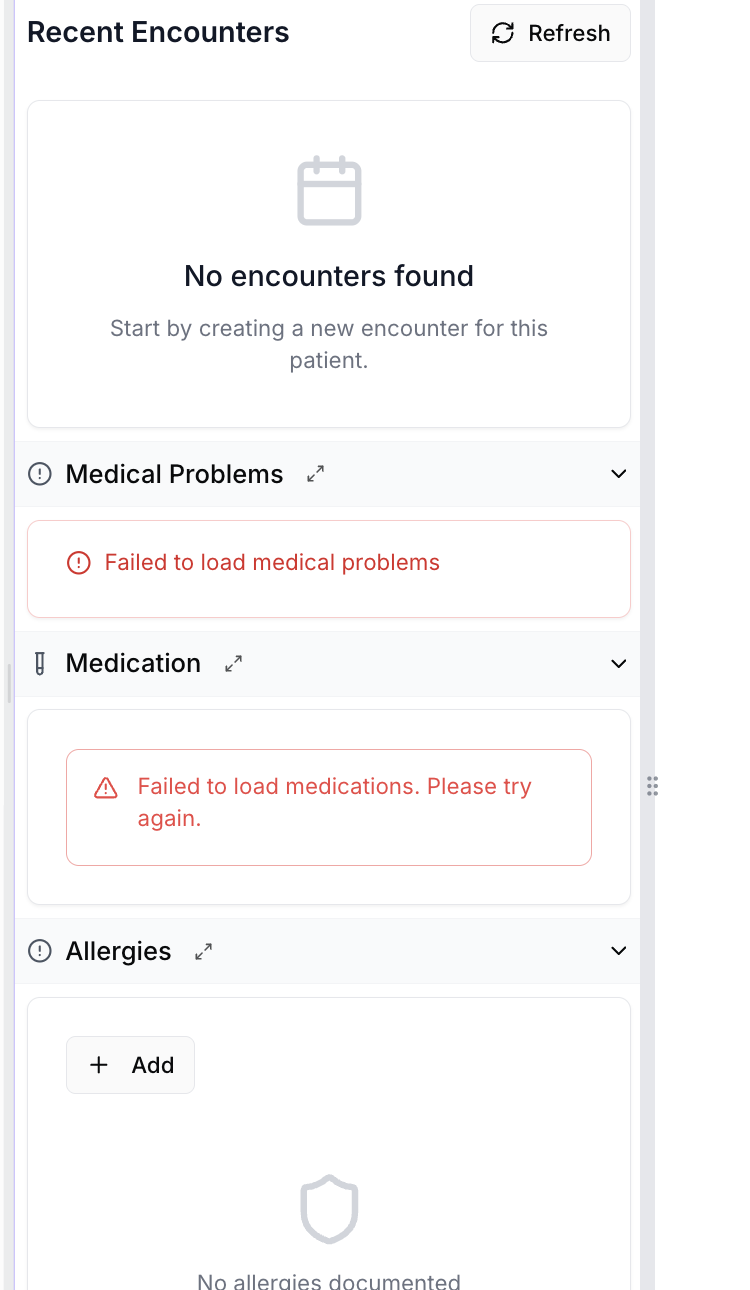 Recent Encounters
Refresh
No encounters found
Start by creating a new encounter for this
patient.
Medical Problems
Failed to load medical problems
Medication
Failed to load medications. Please try
again.
Allergies
Add
No allergies documented